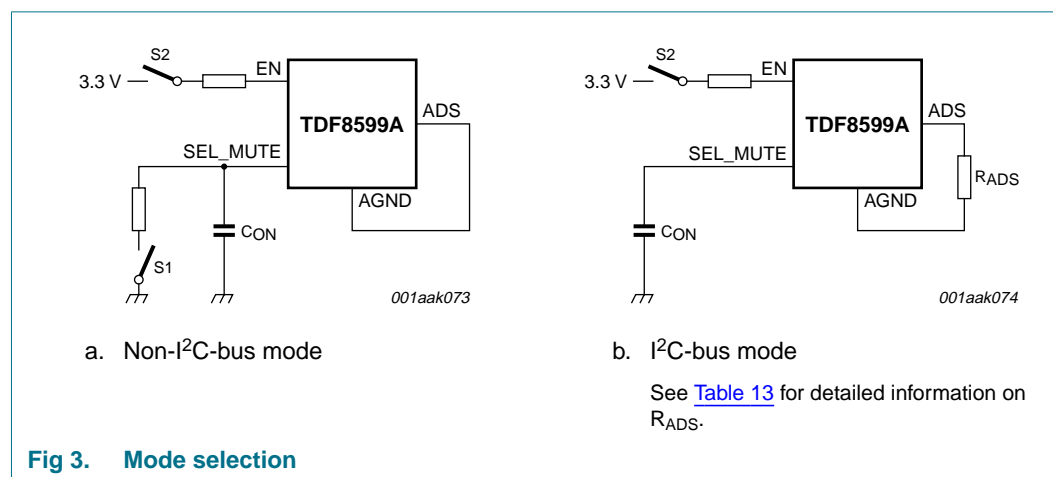 S2
3.3 V
EN
TDF8599A
ADS
SEL_MUTE
AGND
CON
S1
001aak073
a. Non-I²C-bus mode
S2
3.3 V
EN
TDF8599A
ADS
SEL_MUTE
RADS
AGND
CON
001aak074
b. I²C-bus mode
See Table 13 for detailed information on
RADS.
Fig 3. Mode selection